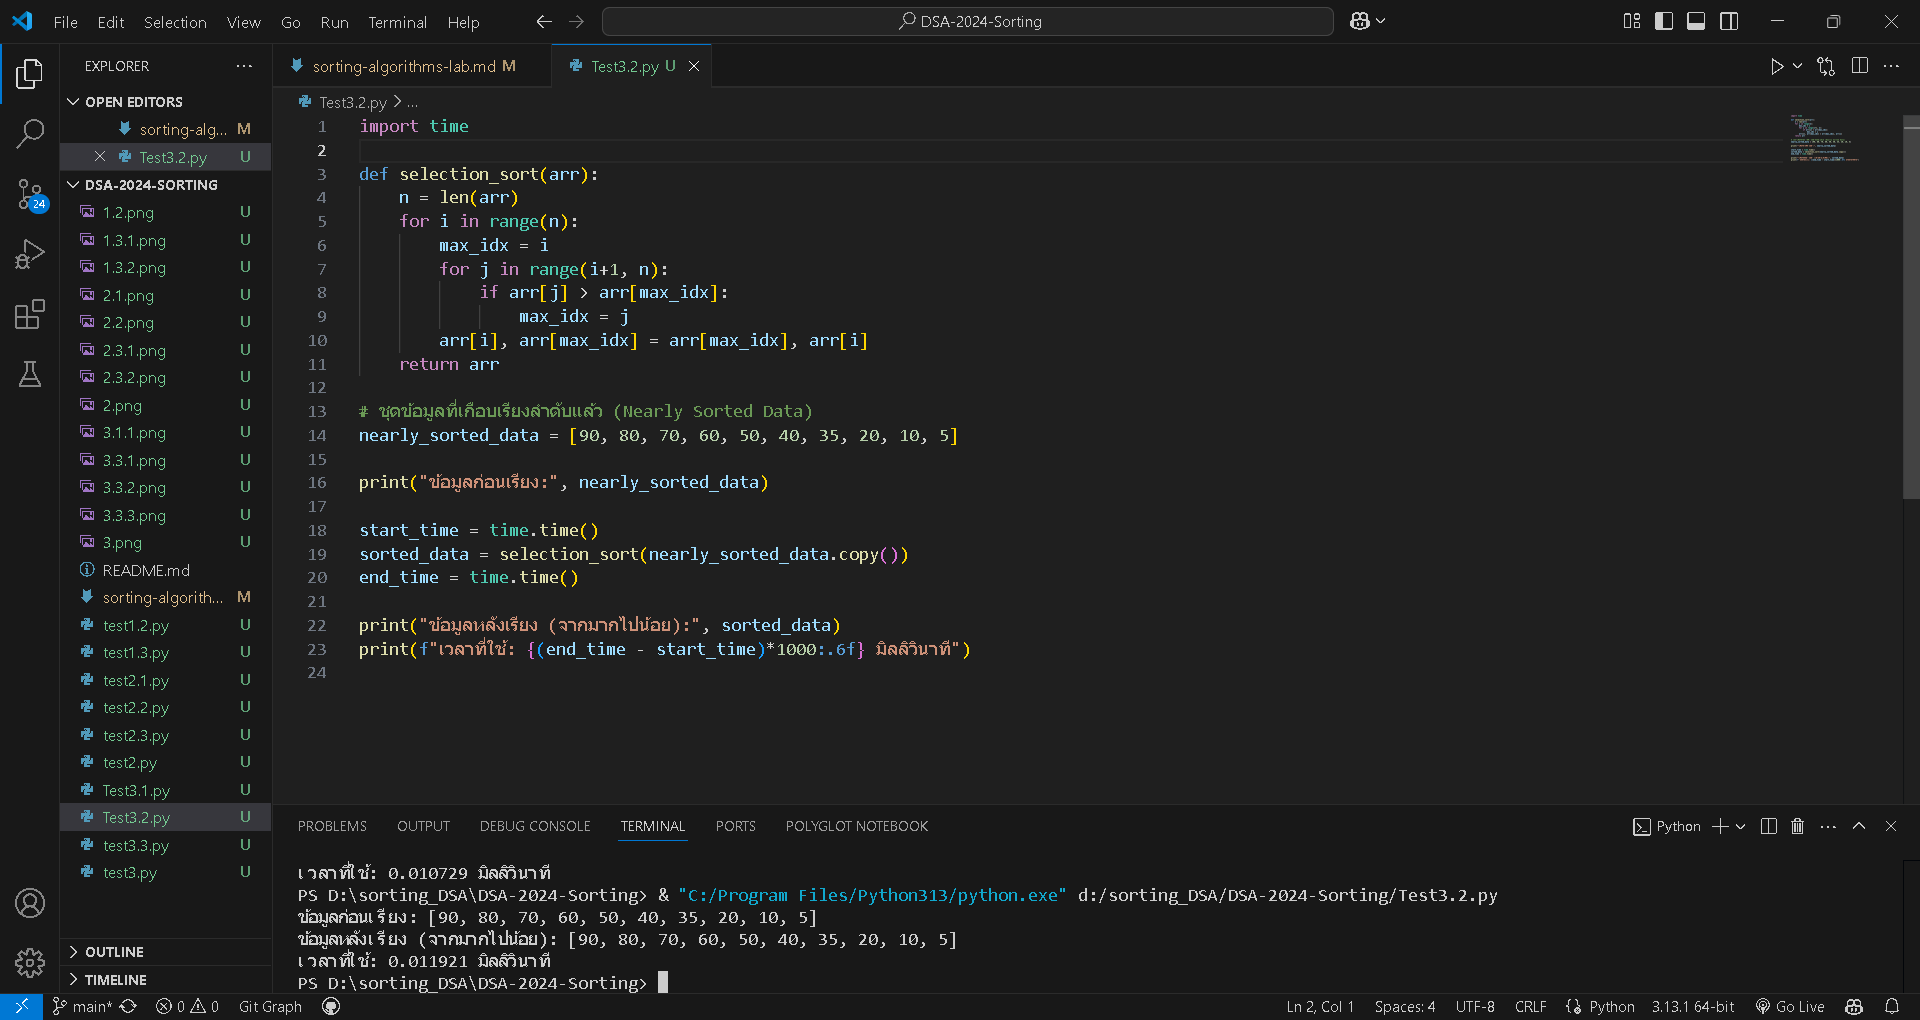 File Edit Selection View Go Run Terminal Help
DSA-2024-Sorting
EXPLORER
OPEN EDITORS
sorting-alg... M
Test3.2.py U
DSA-2024-SORTING
1.2.png U
1.3.1.png U
1.3.2.png U
2.1.png U
2.2.png U
2.3.1.png U
2.3.2.png U
2.png U
3.1.1.png U
3.3.1.png U
3.3.2.png U
3.3.3.png U
3.png U
README.md
sorting-algorith... M
test1.2.py U
test1.3.py U
test2.1.py U
test2.2.py U
test2.3.py U
test2.py U
Test3.1.py U
Test3.2.py U
test3.3.py U
test3.py U
OUTLINE
TIMELINE
24
sorting-algorithms-lab.md M
Test3.2.py U
Test3.2.py > ...
1 import time
2
3 def selection_sort(arr):
4 n = len(arr)
5 for i in range(n):
6 max_idx = i
7 for j in range(i+1, n):
8 if arr[j] > arr[max_idx]:
9 max_idx = j
10 arr[i], arr[max_idx] = arr[max_idx], arr[i]
11 return arr
12
13 # ชุดข้อมูลที่เกือบเรียงลำดับแล้ว (Nearly Sorted Data)
14 nearly_sorted_data = [90, 80, 70, 60, 50, 40, 35, 20, 10, 5]
15
16 print("ข้อมูลก่อนเรียง:", nearly_sorted_data)
17
18 start_time = time.time()
19 sorted_data = selection_sort(nearly_sorted_data.copy())
20 end_time = time.time()
21
22 print("ข้อมูลหลังเรียง (จากมากไปน้อย):", sorted_data)
23 print(f"เวลาที่ใช้: {(end_time - start_time)*1000:.6f} มิลลิวินาที")
24
PROBLEMS OUTPUT DEBUG CONSOLE TERMINAL PORTS POLYGLOT NOTEBOOK
Python
เวลาที่ใช้: 0.010729 มิลลิวินาที
PS D:\sorting_DSA\DSA-2024-Sorting> & "C:/Program Files/Python313/python.exe" d:/sorting_DSA/DSA-2024-Sorting/Test3.2.py
ข้อมูลก่อนเรียง: [90, 80, 70, 60, 50, 40, 35, 20, 10, 5]
ข้อมูลหลังเรียง (จากมากไปน้อย): [90, 80, 70, 60, 50, 40, 35, 20, 10, 5]
เวลาที่ใช้: 0.011921 มิลลิวินาที
PS D:\sorting_DSA\DSA-2024-Sorting>
main* 0 0 Git Graph
Ln 2, Col 1 Spaces: 4 UTF-8 CRLF Python 3.13.1 64-bit Go Live